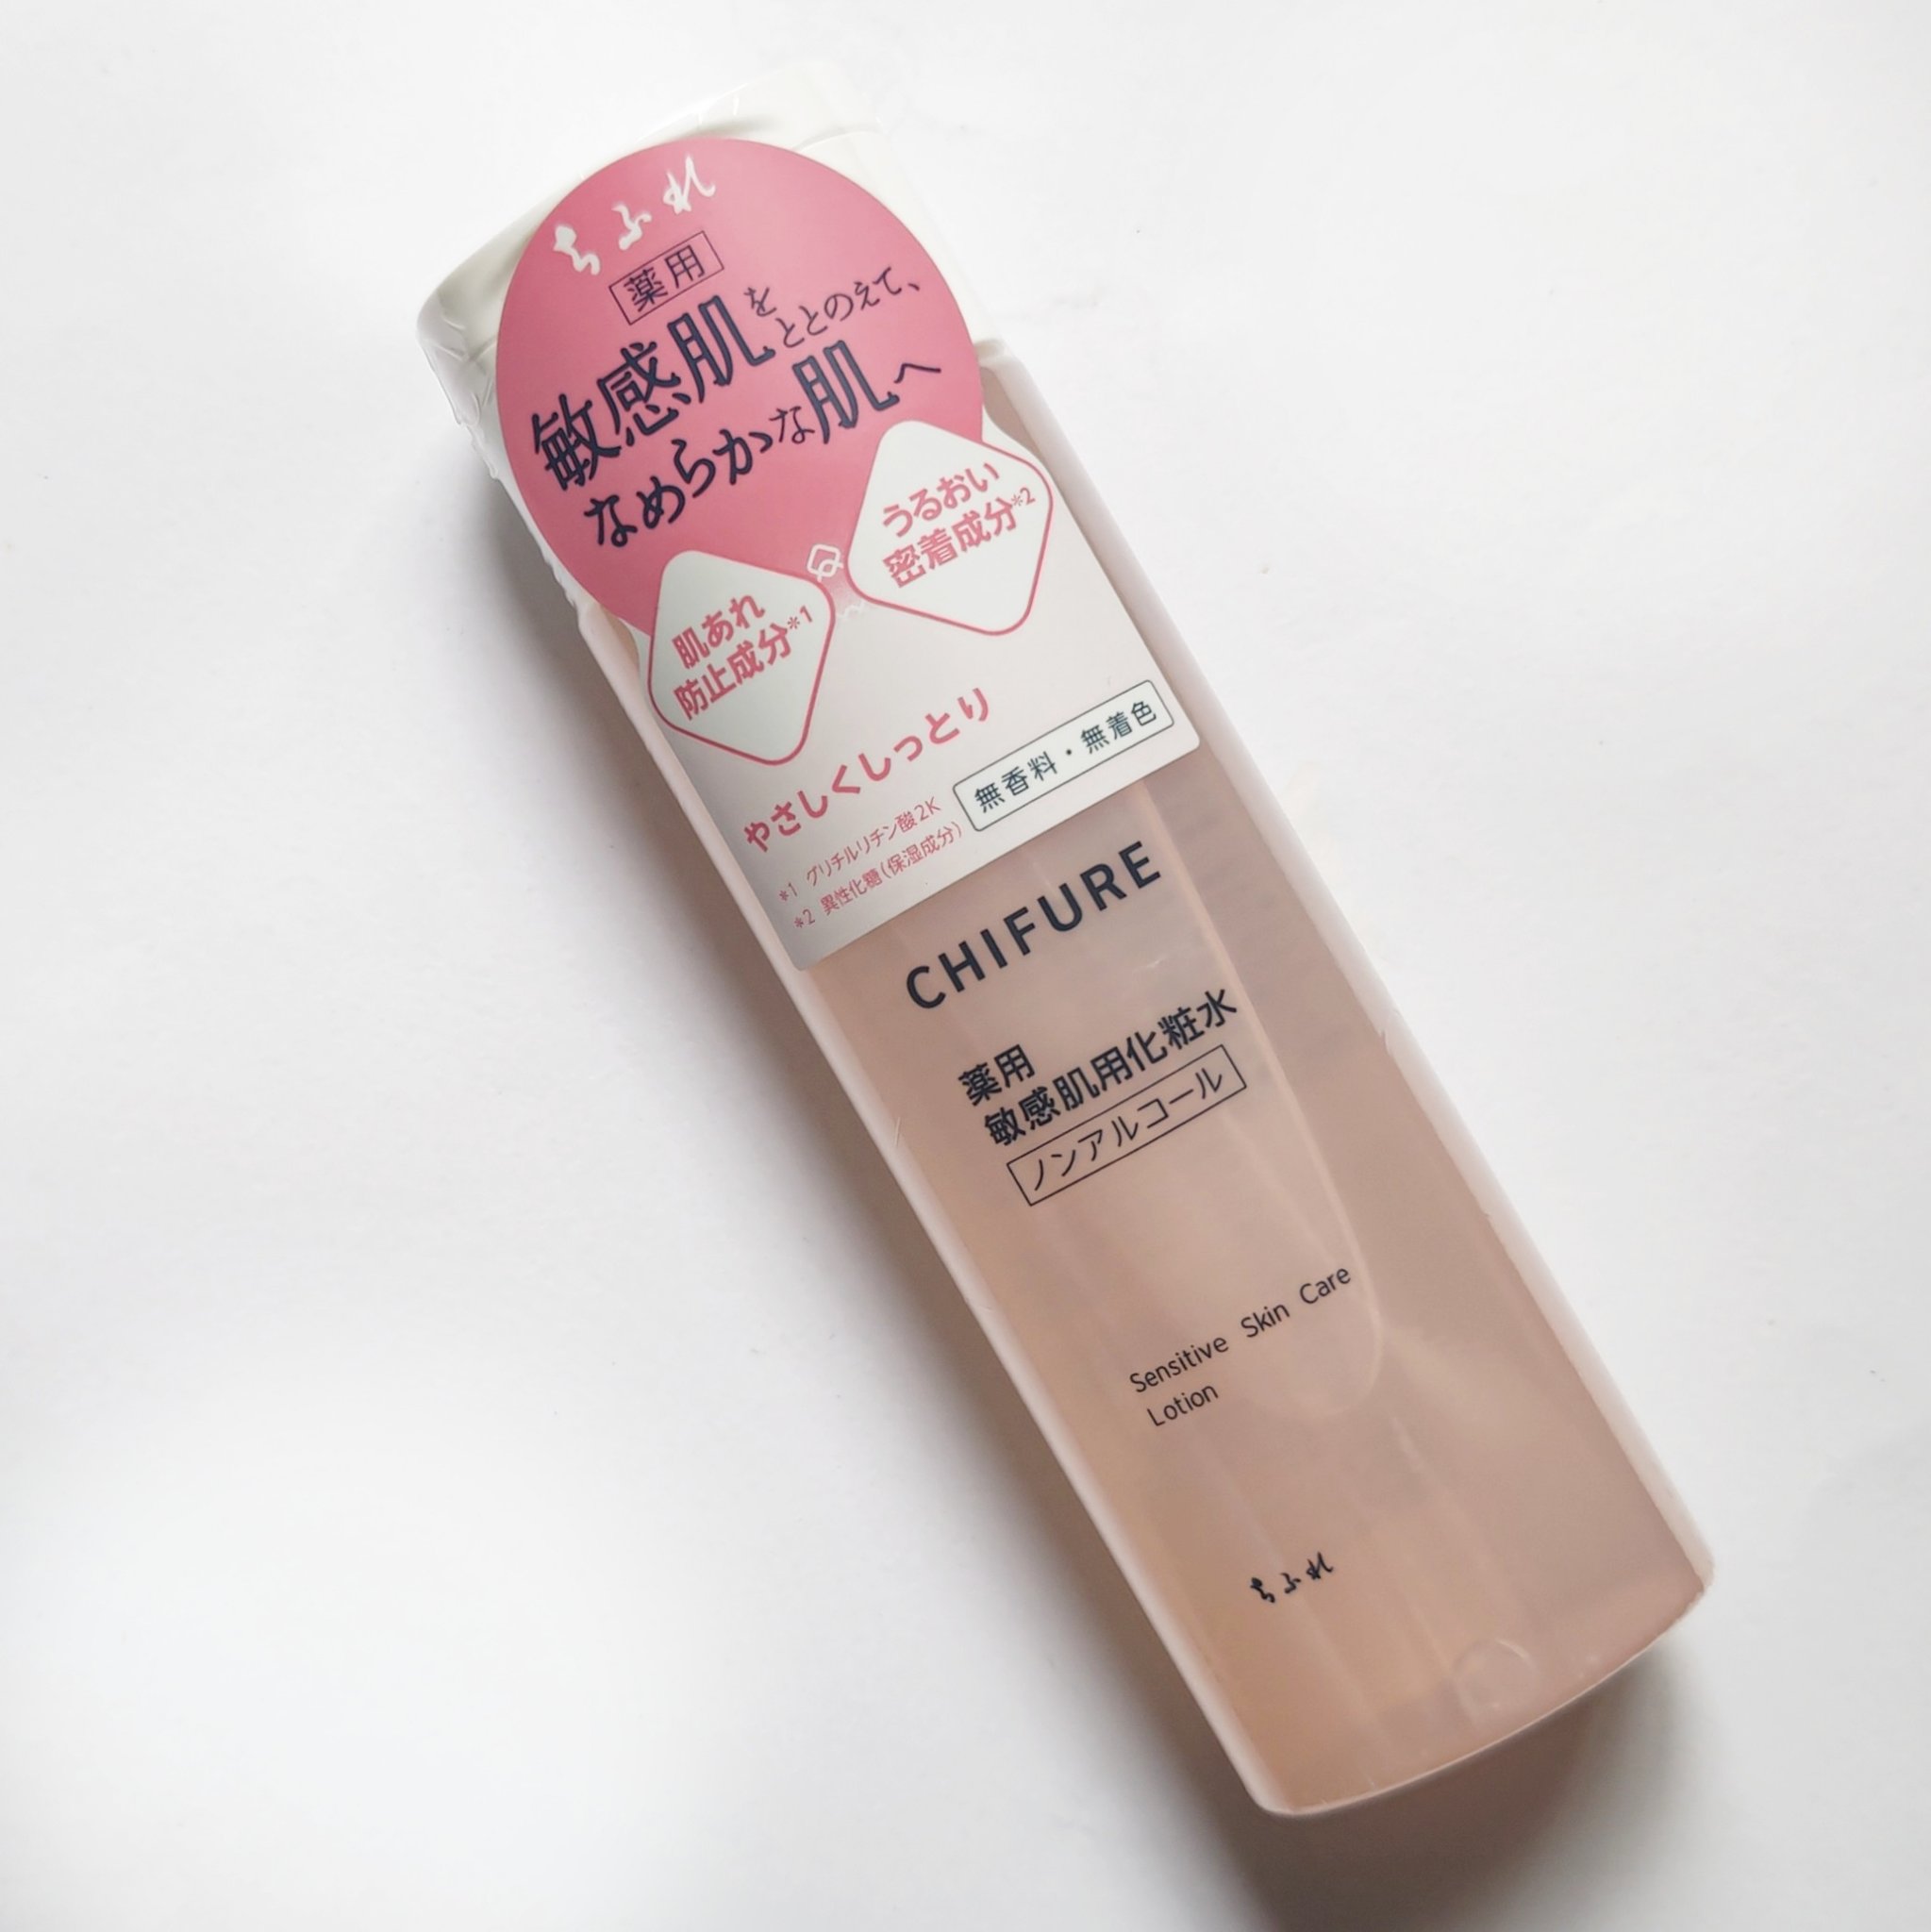 ちふれ
薬用
敏感肌をととのえて、
なめらかな肌へ
うるおい
密着成分*2
肌あれ
防止成分*1
やさしくしっとり
無香料・無着色
*1 グリチルリチン酸2K
*2 異性化糖(保湿成分)
CHIFURE
薬用
敏感肌用化粧水
ノンアルコール
Sensitive Skin Care
Lotion
ちふれ